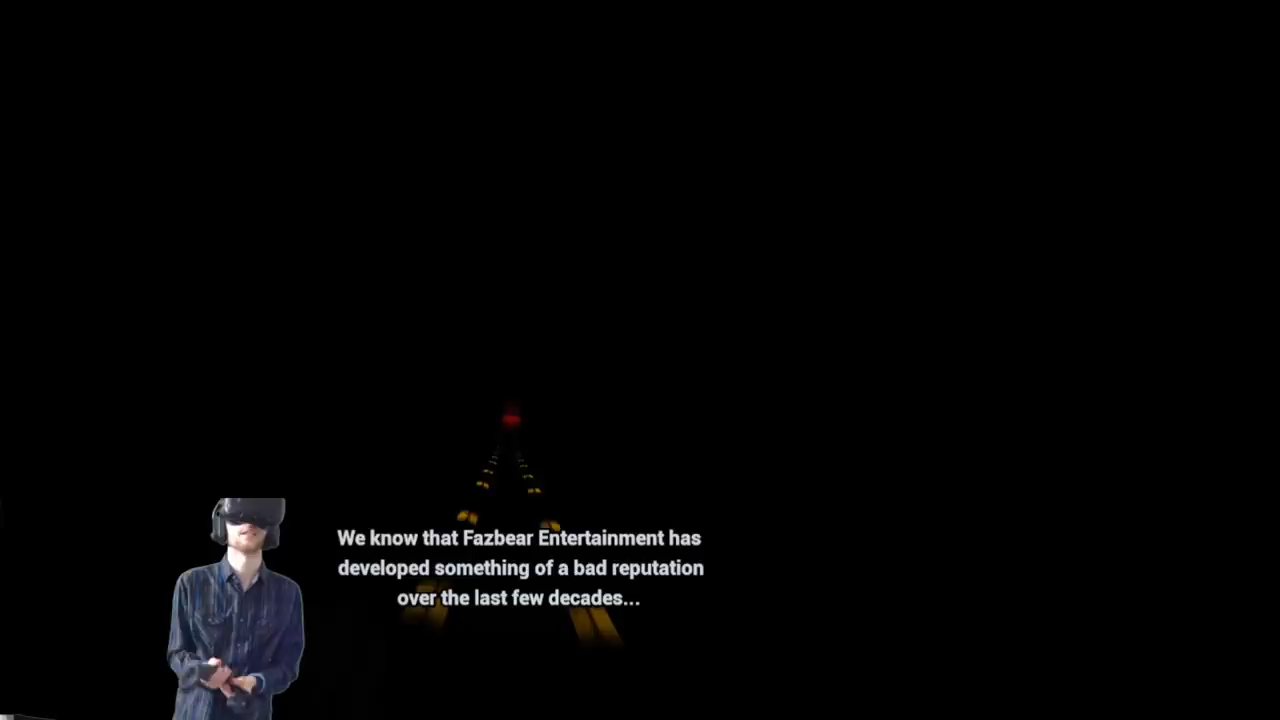 We know that Fazbear Entertainment has
developed something of a bad reputation
over the last few decades...